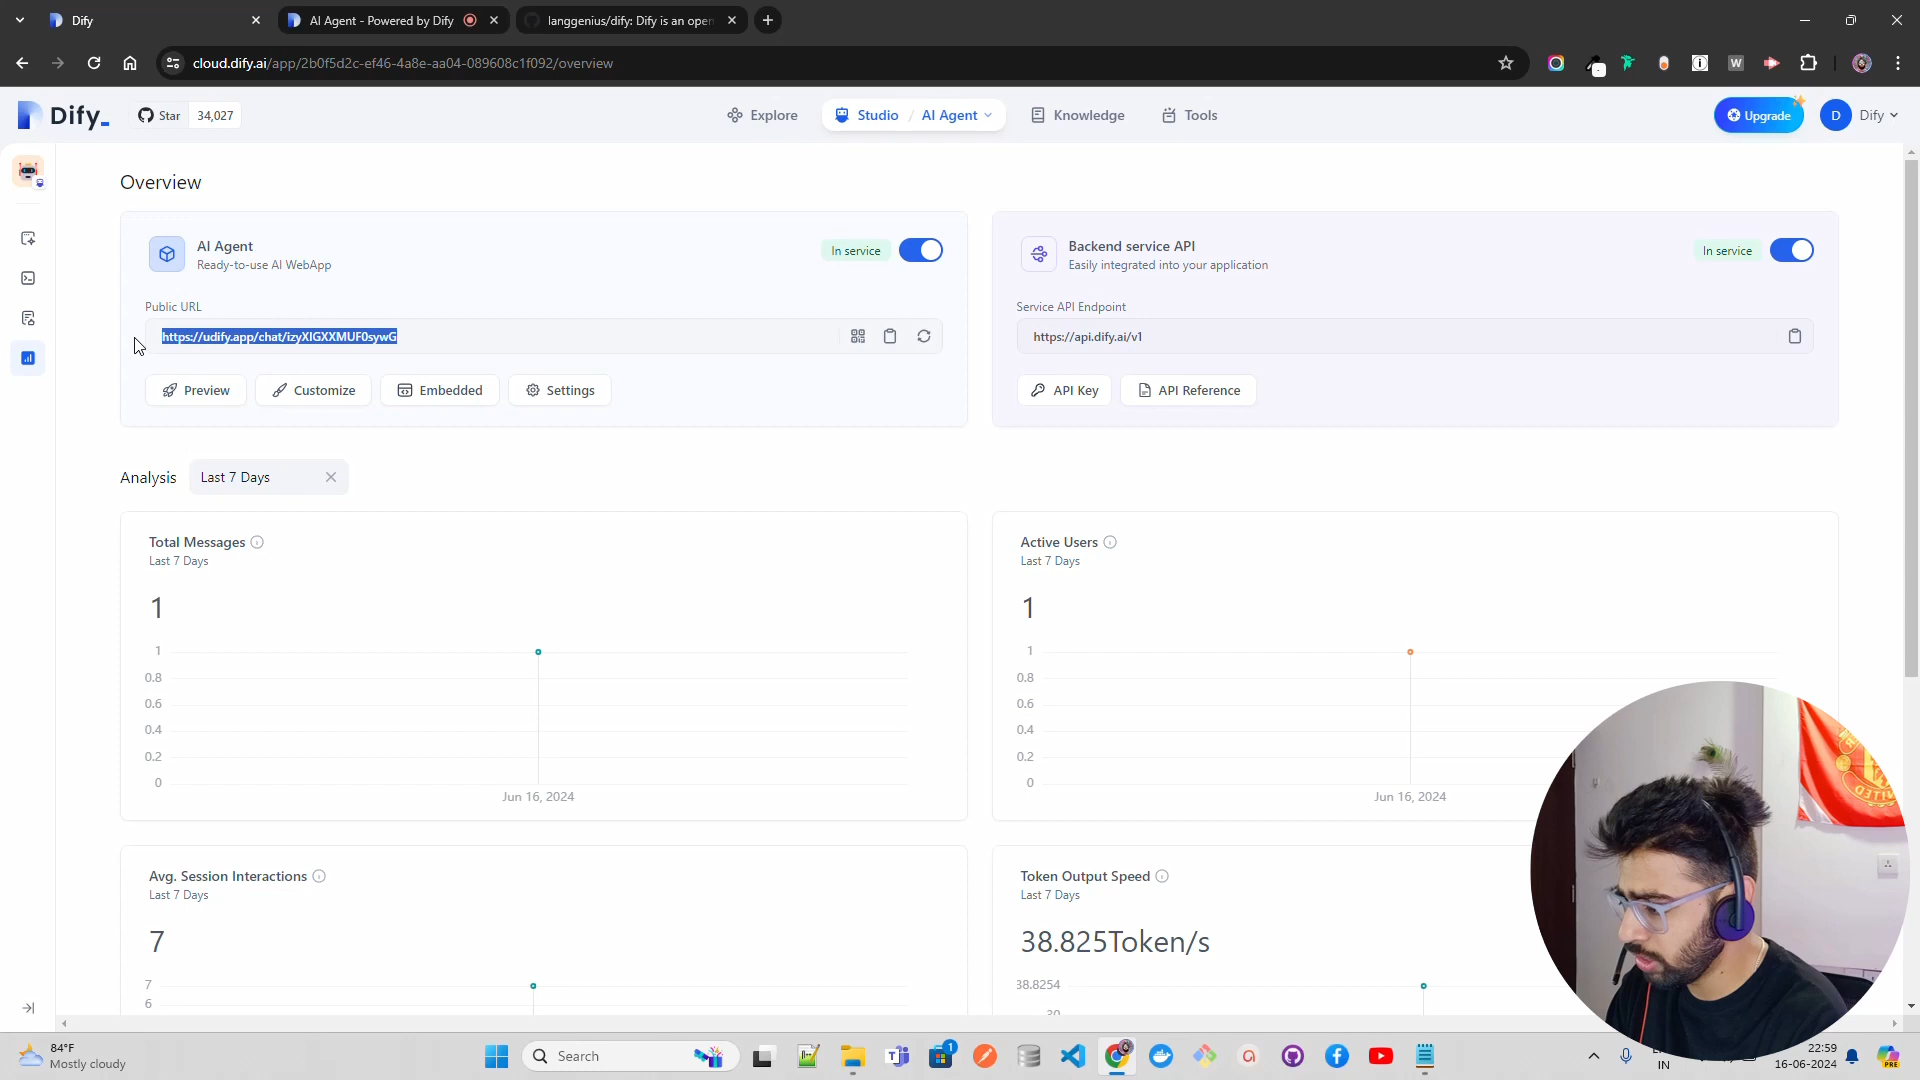 Dify
AI Agent - Powered by Dify
langgenius/dify: Dify is an open
cloud.dify.ai/app/2b0f5d2c-ef46-4a8e-aa04-089608c1f092/overview
Dify_
Star 34,027
Explore
Studio / AI Agent
Knowledge
Tools
Upgrade
D Dify
Overview
AI Agent
Ready-to-use AI WebApp
In service
Public URL
https://udify.app/chat/izyXlGXXMUF0sywG
Preview
Customize
Embedded
Settings
Backend service API
Easily integrated into your application
In service
Service API Endpoint
https://api.dify.ai/v1
API Key
API Reference
Analysis
Last 7 Days
Total Messages
Last 7 Days
1
1
0.8
0.6
0.4
0.2
0
Jun 16, 2024
Active Users
Last 7 Days
1
1
0.8
0.6
0.4
0.2
0
Jun 16, 2024
Avg. Session Interactions
Last 7 Days
7
7
6
Token Output Speed
Last 7 Days
38.825Token/s
38.8254
30
84°F
Mostly cloudy
Search
1
IN
22:59
16-06-2024
PRE